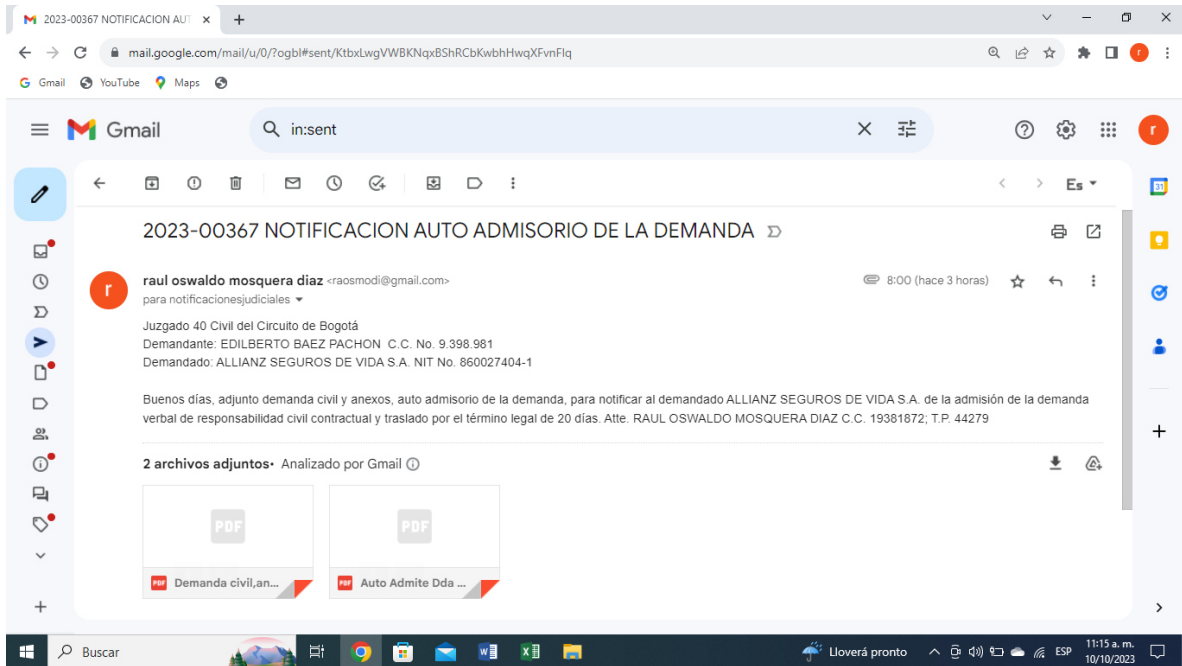 2023-00367 NOTIFICACION AUT
mail.google.com/mail/u/0/?ogbl#sent/KtbxLwgVWBKNqxBShRCbKwbhHwqXFvnFlq
r
Gmail YouTube Maps
Gmail
in:sent
r
Es
31
2023-00367 NOTIFICACION AUTO ADMISORIO DE LA DEMANDA
r
raul oswaldo mosquera diaz <raosmodi@gmail.com>
8:00 (hace 3 horas)
para notificacionesjudiciales
Juzgado 40 Civil del Circuito de Bogotá
Demandante: EDILBERTO BAEZ PACHON C.C. No. 9.398.981
Demandado: ALLIANZ SEGUROS DE VIDA S.A. NIT No. 860027404-1
Buenos días, adjunto demanda civil y anexos, auto admisorio de la demanda, para notificar al demandado ALLIANZ SEGUROS DE VIDA S.A. de la admisión de la demanda
verbal de responsabilidad civil contractual y traslado por el término legal de 20 días. Atte. RAUL OSWALDO MOSQUERA DIAZ C.C. 19381872; T.P. 44279
2 archivos adjuntos• Analizado por Gmail
PDF PDF
PDF Demanda civil,an...
PDF Auto Admite Dda ...
Buscar
Lloverá pronto
ESP
11:15 a. m.
10/10/2023